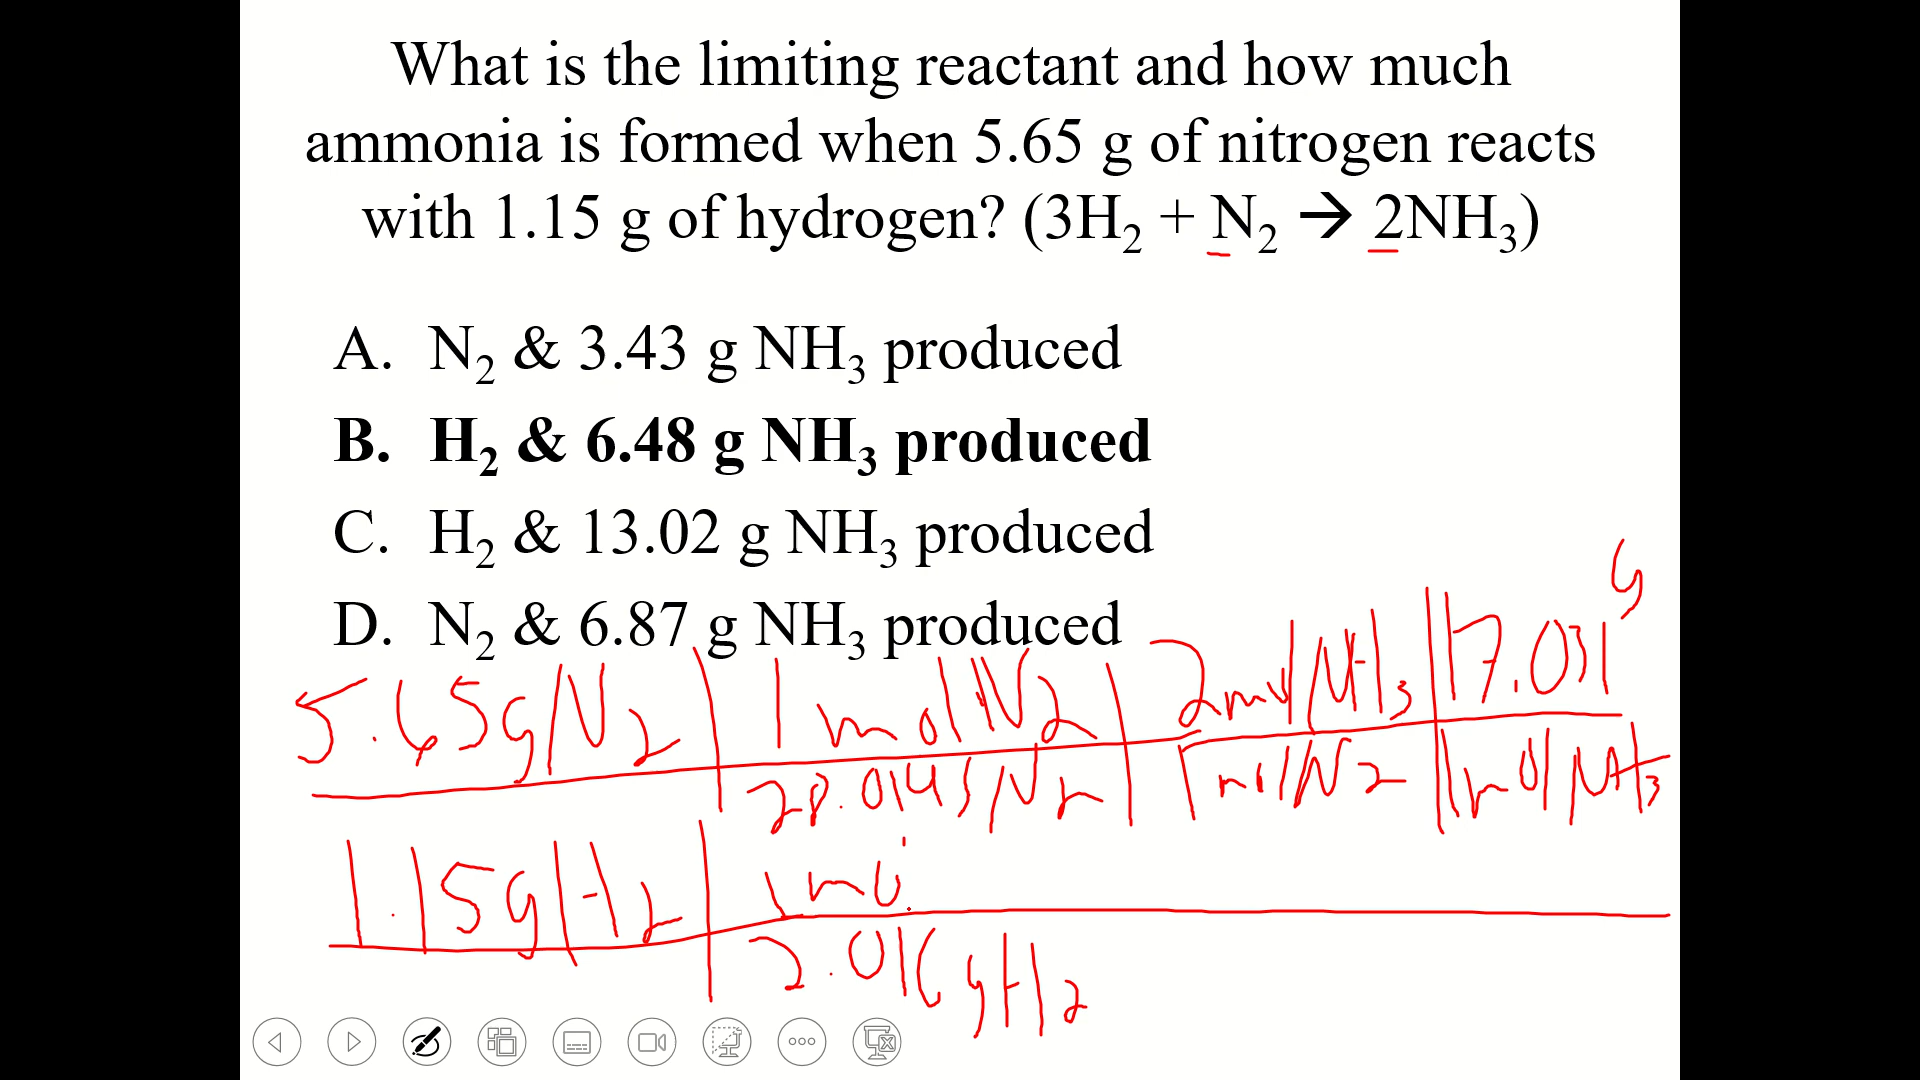 What is the limiting reactant and how much
ammonia is formed when 5.65 g of nitrogen reacts
with 1.15 g of hydrogen? (3H₂ + N₂ → 2NH₃)
A. N₂ & 3.43 g NH₃ produced
B. H₂ & 6.48 g NH₃ produced
C. H₂ & 13.02 g NH₃ produced
D. N₂ & 6.87 g NH₃ produced
5.65 g N₂ | 1 mol N₂ | 2 mol NH₃ | 17.031 g
28.014 g N₂ | 1 mol N₂ | 1 mol NH₃
1.15 g H₂ | 1 mo
2.016 g H₂